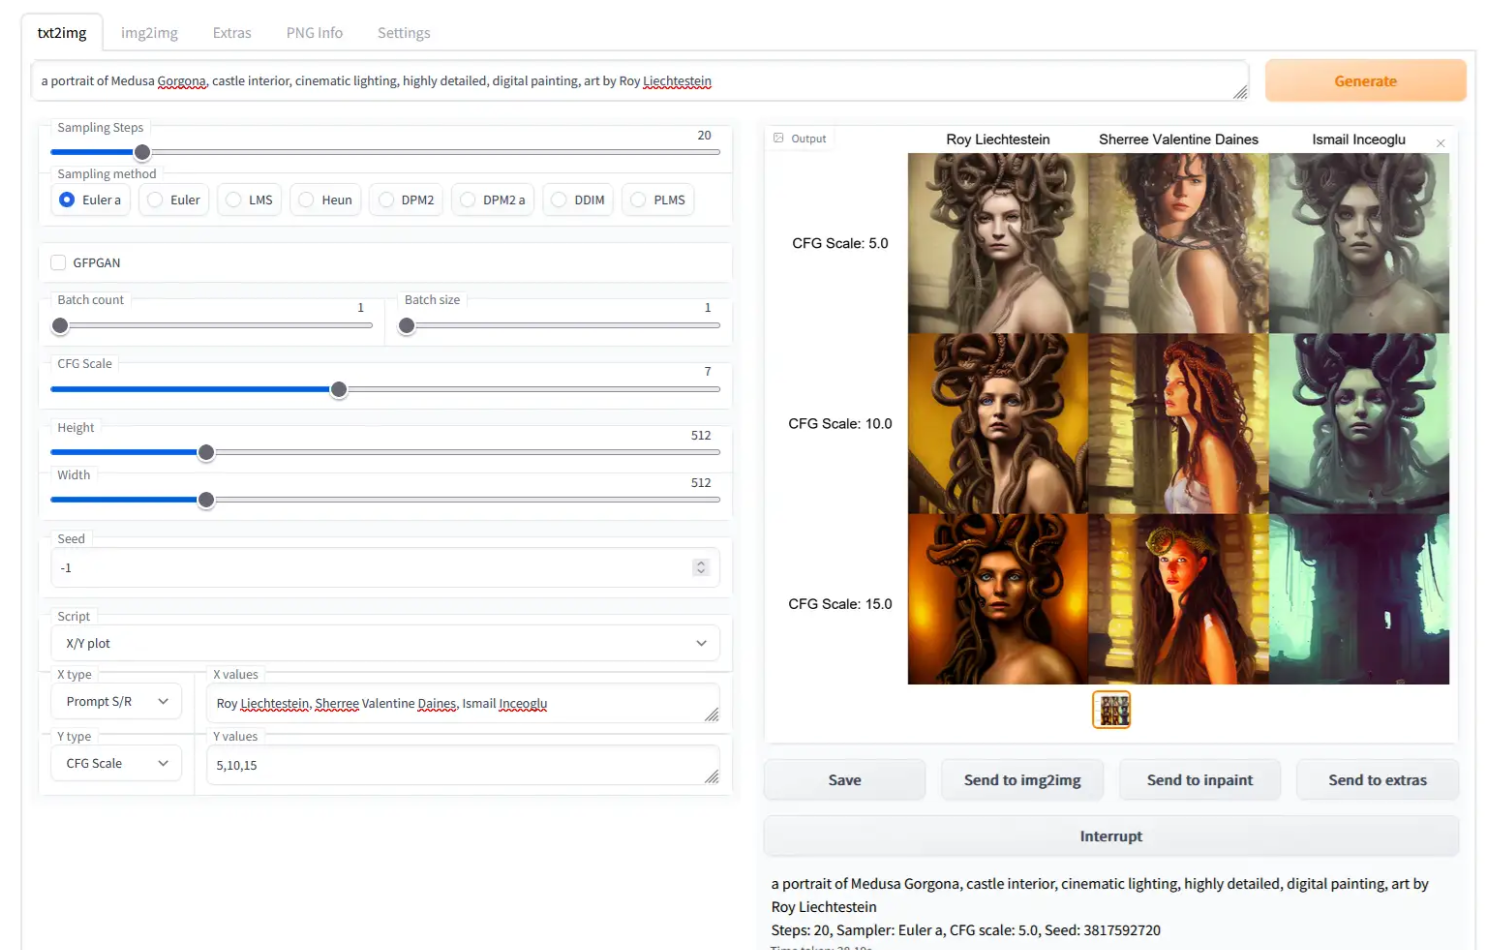 txt2img img2img Extras PNG Info Settings
a portrait of Medusa Gorgona, castle interior, cinematic lighting, highly detailed, digital painting, art by Roy Liechtestein
Generate
Sampling Steps
20
Sampling method
Euler a Euler LMS Heun DPM2 DPM2 a DDIM PLMS
GFPGAN
Batch count
1
Batch size
1
CFG Scale
7
Height
512
Width
512
Seed
-1
Script
X/Y plot
X type
Prompt S/R
X values
Roy Liechtestein, Sherree Valentine Daines, Ismail Inceoglu
Y type
CFG Scale
Y values
5,10,15
Output
Roy Liechtestein Sherree Valentine Daines Ismail Inceoglu
CFG Scale: 5.0
CFG Scale: 10.0
CFG Scale: 15.0
Save Send to img2img Send to inpaint Send to extras
Interrupt
a portrait of Medusa Gorgona, castle interior, cinematic lighting, highly detailed, digital painting, art by
Roy Liechtestein
Steps: 20, Sampler: Euler a, CFG scale: 5.0, Seed: 3817592720